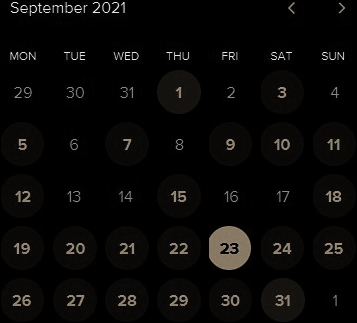 September 2021 < >
MON TUE WED THU FRI SAT SUN
29 30 31 1 2 3 4
5 6 7 8 9 10 11
12 13 14 15 16 17 18
19 20 21 22 23 24 25
26 27 28 29 30 31 1